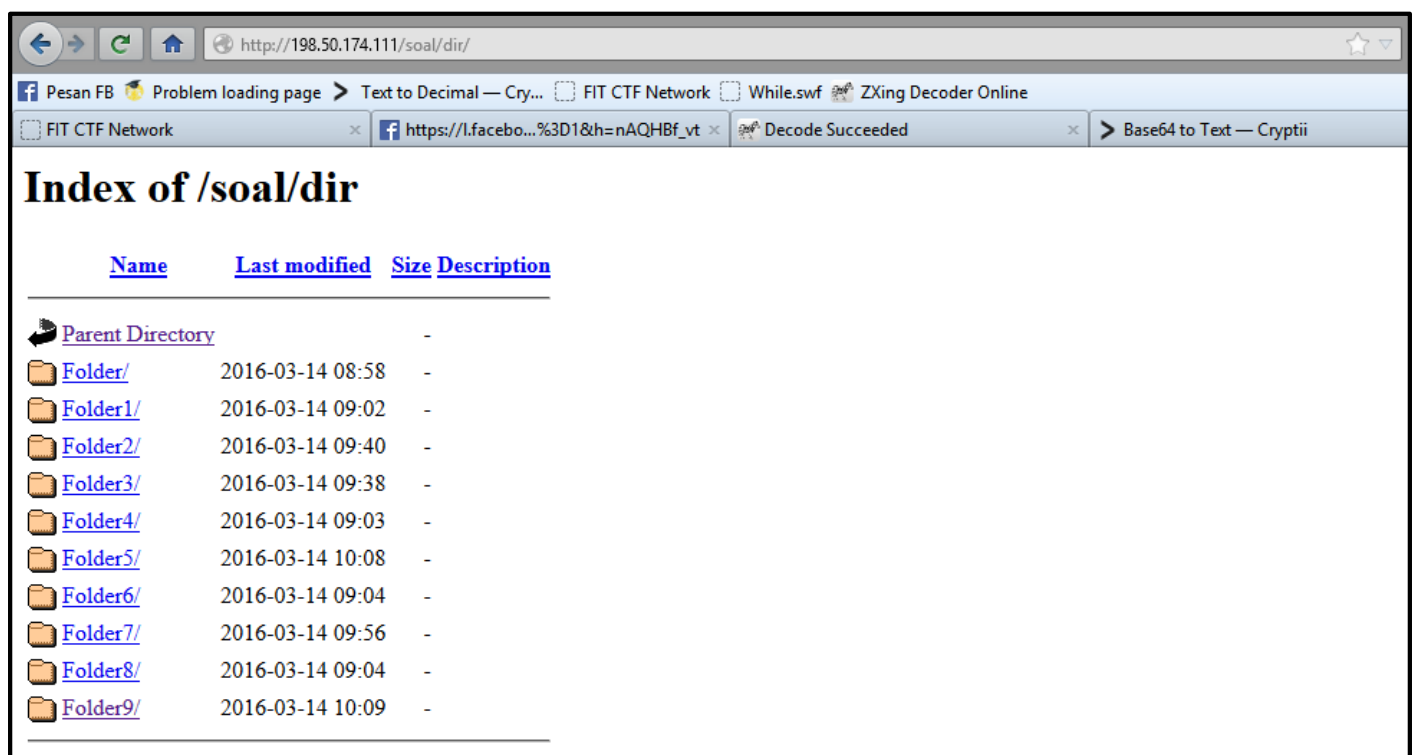 http://198.50.174.111/soal/dir/
Pesan FB Problem loading page Text to Decimal — Cry... FIT CTF Network While.swf ZXing Decoder Online
FIT CTF Network https://l.facebo...%3D1&h=nAQHBf_vt Decode Succeeded Base64 to Text — Cryptii
Index of /soal/dir
Name Last modified Size Description
Parent Directory -
Folder/ 2016-03-14 08:58 -
Folder1/ 2016-03-14 09:02 -
Folder2/ 2016-03-14 09:40 -
Folder3/ 2016-03-14 09:38 -
Folder4/ 2016-03-14 09:03 -
Folder5/ 2016-03-14 10:08 -
Folder6/ 2016-03-14 09:04 -
Folder7/ 2016-03-14 09:56 -
Folder8/ 2016-03-14 09:04 -
Folder9/ 2016-03-14 10:09 -